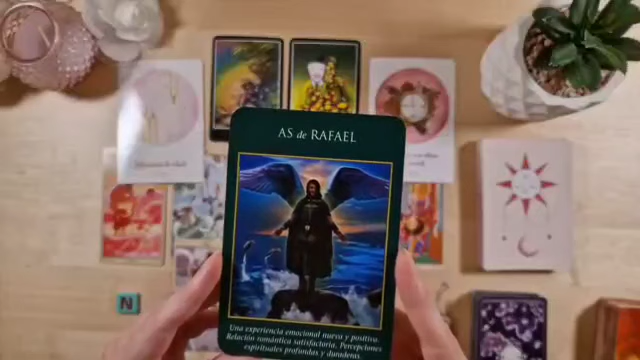 AS de RAFAEL
Una experiencia emocional nueva y positiva.
Relación romántica satisfactoria. Percepciones
espirituales profundas y duraderas
N